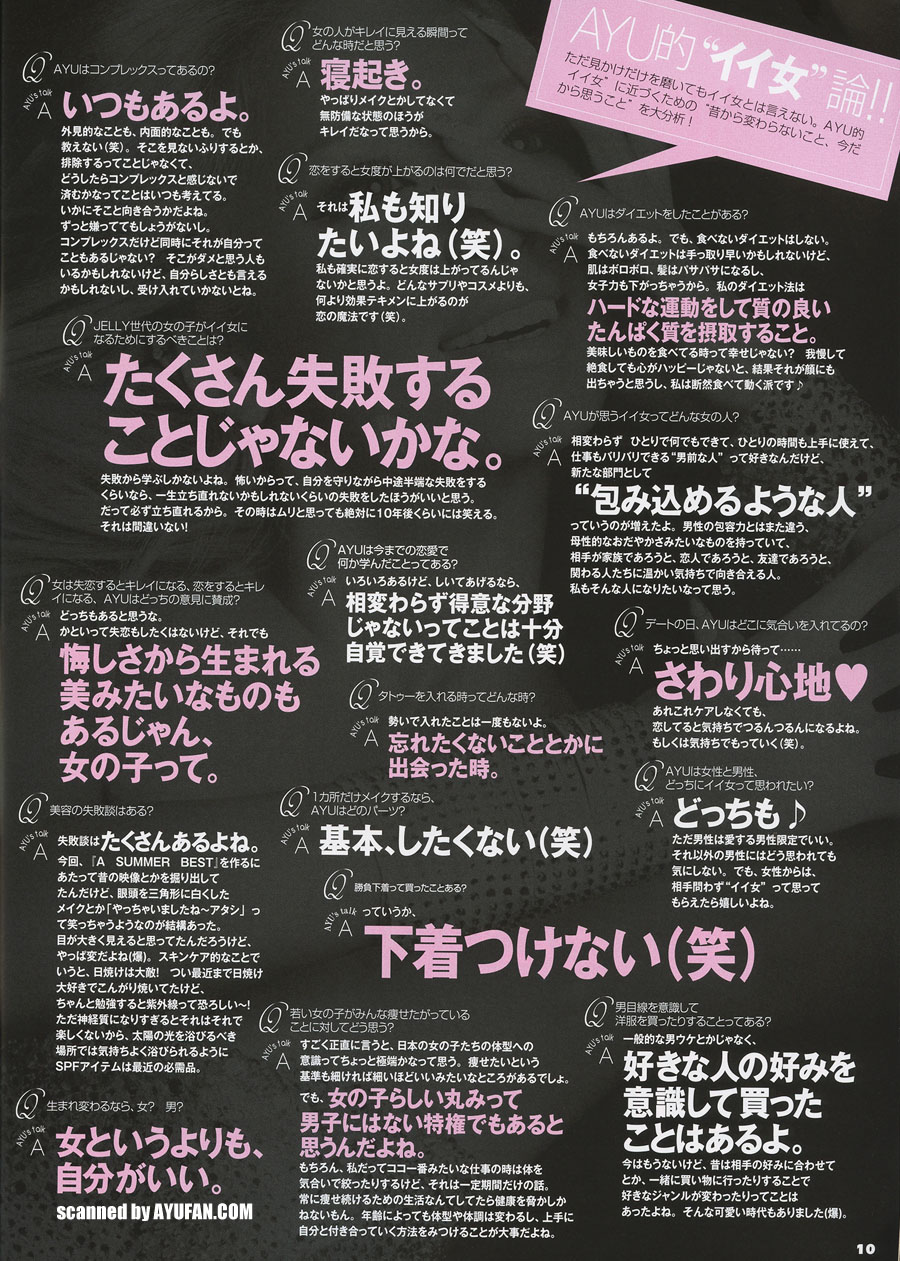 AYU的“イイ女”論!!
ただ見かけだけを磨いてもイイ女とは言えない。AYU的
“イイ女”に近づくための“昔から変わらないこと、今だ
から思うこと”を大分析！
Q AYUはコンプレックスってあるの?
AYU's talk
A いつもあるよ。
外見的なことも、内面的なことも。でも
教えない（笑）。そこを見ないふりするとか、
排除するってことじゃなくて、
どうしたらコンプレックスと感じないで
済むかなってことはいつも考えてる。
いかにそこと向き合うかだよね。
ずっと嫌っててもしょうがないし。
コンプレックスだけど同時にそれが自分って
こともあるじゃない?　そこがダメと思う人も
いるかもしれないけど、自分らしさとも言える
かもしれないし、受け入れていかないとね。
Q 女の人がキレイに見える瞬間って
どんな時だと思う?
AYU's talk
A 寝起き。
やっぱりメイクとかしてなくて
無防備な状態のほうが
キレイだなって思うから。
Q 恋をすると女度が上がるのは何でだと思う?
AYU's talk
A それは私も知り
たいよね（笑）。
私も確実に恋すると女度は上がってるんじゃ
ないかと思うよ。どんなサプリやコスメよりも、
何より効果テキメンに上がるのが
恋の魔法です（笑）。
Q JELLY世代の女の子がイイ女に
なるためにするべきことは?
AYU's talk
A たくさん失敗する
ことじゃないかな。
失敗から学ぶしかないよね。怖いからって、自分を守りながら中途半端な失敗をする
くらいなら、一生立ち直れないかもしれないくらいの失敗をしたほうがいいと思う。
だって必ず立ち直れるから。その時はムリと思っても絶対に10年後くらいには笑える。
それは間違いない!
Q AYUはダイエットをしたことがある?
AYU's talk
A もちろんあるよ。でも、食べないダイエットはしない。
食べないダイエットは手っ取り早いかもしれないけど、
肌はボロボロ、髪はバサバサになるし、
女子力も下がっちゃうから。私のダイエット法は
ハードな運動をして質の良い
たんぱく質を摂取すること。
美味しいものを食べてる時って幸せじゃない?　我慢して
絶食しても心がハッピーじゃないと、結果それが顔にも
出ちゃうと思うし、私は断然食べて動く派です♪
Q AYUが思うイイ女ってどんな女の人?
AYU's talk
A 相変わらず　ひとりで何でもできて、ひとりの時間も上手に使えて、
仕事もバリバリできる“男前な人”って好きなんだけど、
新たな部門として
“包み込めるような人”
っていうのが増えたよ。男性の包容力とはまた違う、
母性的なおだやかさみたいなものを持っていて、
相手が家族であろうと、恋人であろうと、友達であろうと、
関わる人たちに温かい気持ちで向き合える人。
私もそんな人になりたいなって思う。
Q AYUは今までの恋愛で
何か学んだことってある?
AYU's talk
A いろいろあるけど、しいてあげるなら、
相変わらず得意な分野
じゃないってことは十分
自覚できてきました（笑）
Q 女は失恋するとキレイになる、恋をするとキレ
イになる、AYUはどっちの意見に賛成?
AYU's talk
A どっちもあると思うな。
かといって失恋もしたくはないけど、それでも
悔しさから生まれる
美みたいなものも
あるじゃん、
女の子って。
Q タトゥーを入れる時ってどんな時?
AYU's talk
A 勢いで入れたことは一度もないよ。
忘れたくないこととかに
出会った時。
Q デートの日、AYUはどこに気合いを入れてるの?
AYU's talk
A ちょっと思い出すから待って……
さわり心地♥
あれこれケアしなくても、
恋してると気持ちでつるんつるんになるよね。
もしくは気持ちでもっていく（笑）。
Q AYUは女性と男性、
どっちにイイ女って思われたい?
AYU's talk
A どっちも♪
ただ男性は愛する男性限定でいい。
それ以外の男性にはどう思われても
気にしない。でも、女性からは、
相手問わず“イイ女”って思って
もらえたら嬉しいよね。
Q 美容の失敗談はある?
AYU's talk
A 失敗談はたくさんあるよね。
今回、『A SUMMER BEST』を作るに
あたって昔の映像とかを掘り出して
たんだけど、眼頭を三角形に白くした
メイクとか「やっちゃいましたね〜アタシ」っ
て笑っちゃうようなのが結構あった。
目が大きく見えると思ってたんだろうけど、
やっぱ変だよね（爆）。スキンケア的なことで
いうと、日焼けは大敵!　つい最近まで日焼け
大好きでこんがり焼いてたけど、
ちゃんと勉強すると紫外線って恐ろしい〜!
ただ神経質になりすぎるとそれはそれで
楽しくないから、太陽の光を浴びるべき
場所では気持ちよく浴びれるように
SPFアイテムは最近の必需品。
Q 1カ所だけメイクするなら、
AYUはどのパーツ?
AYU's talk
A 基本、したくない（笑）
Q 勝負下着って買ったことある?
AYU's talk
A っていうか、
下着つけない（笑）
Q 若い女の子がみんな痩せたがっている
ことに対してどう思う?
AYU's talk
A すごく正直に言うと、日本の女の子たちの体型への
意識ってちょっと極端かなって思う。痩せたいという
基準も細ければ細いほどいいみたいなところがあるでしょ。
でも、女の子らしい丸みって
男子にはない特権でもあると
思うんだよね。
もちろん、私だってココ一番みたいな仕事の時は体を
気合いで絞ったりするけど、それは一定期間だけの話。
常に痩せ続けるための生活なんてしてたら健康を脅かしか
ねないもん。年齢によっても体型や体調は変わるし、上手に
自分と付き合っていく方法をみつけることが大事だよね。
Q 男目線を意識して
洋服を買ったりすることってある?
AYU's talk
A 一般的な男ウケとかじゃなく、
好きな人の好みを
意識して買った
ことはあるよ。
今はもうないけど、昔は相手の好みに合わせて
とか、一緒に買い物に行ったりすることで
好きなジャンルが変わったりってことは
あったよね。そんな可愛い時代もありました（爆）。
Q 生まれ変わるなら、女?　男?
AYU's talk
A 女というよりも、
自分がいい。
scanned by AYUFAN.COM
10